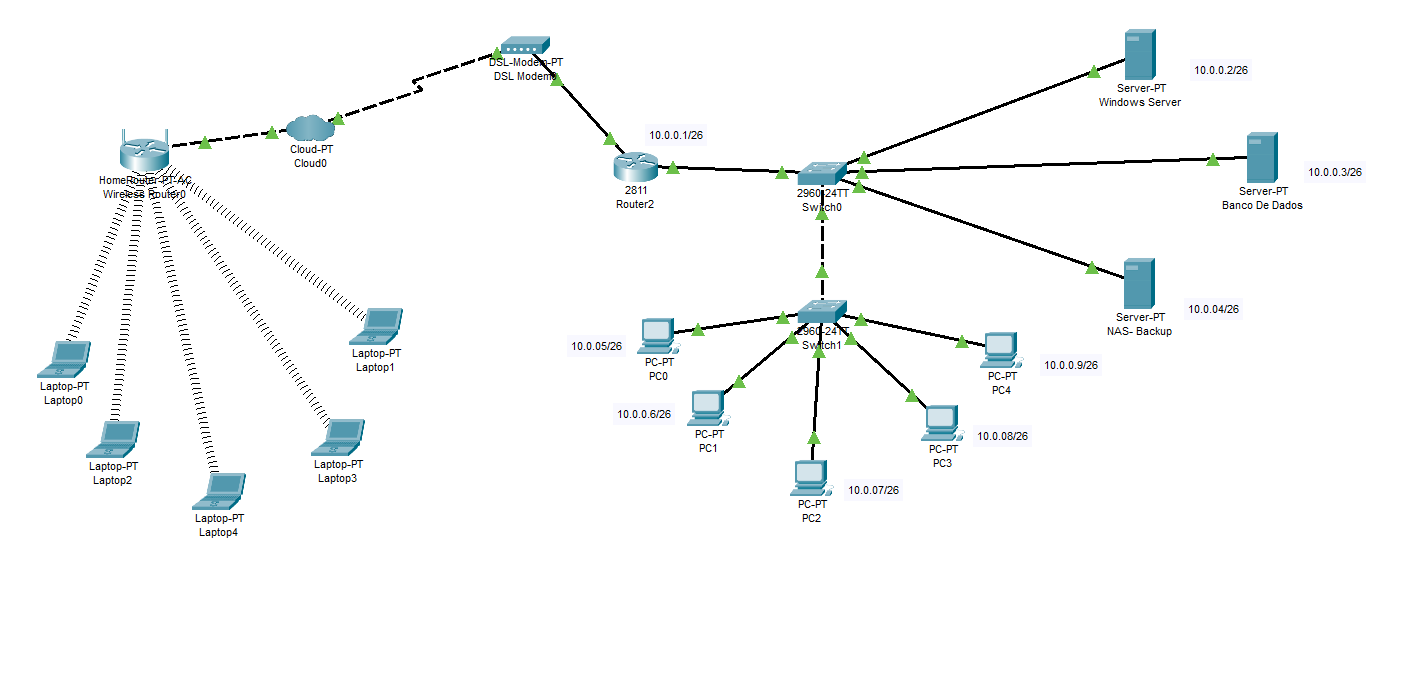 DSL-Modem-PT
DSL Modem0
Server-PT
Windows Server
10.0.0.2/26
Cloud-PT
Cloud0
10.0.0.1/26
2811
Router2
HomeRouter-PT-AC
Wireless Router0
2960-24TT
Switch0
Server-PT
Banco De Dados
10.0.0.3/26
Server-PT
NAS- Backup
10.0.04/26
2960-24TT
Switch1
10.0.05/26
PC-PT
PC0
10.0.0.6/26
PC-PT
PC1
10.0.07/26
PC-PT
PC2
10.0.08/26
PC-PT
PC3
10.0.0.9/26
PC-PT
PC4
Laptop-PT
Laptop1
Laptop-PT
Laptop0
Laptop-PT
Laptop2
Laptop-PT
Laptop3
Laptop-PT
Laptop4